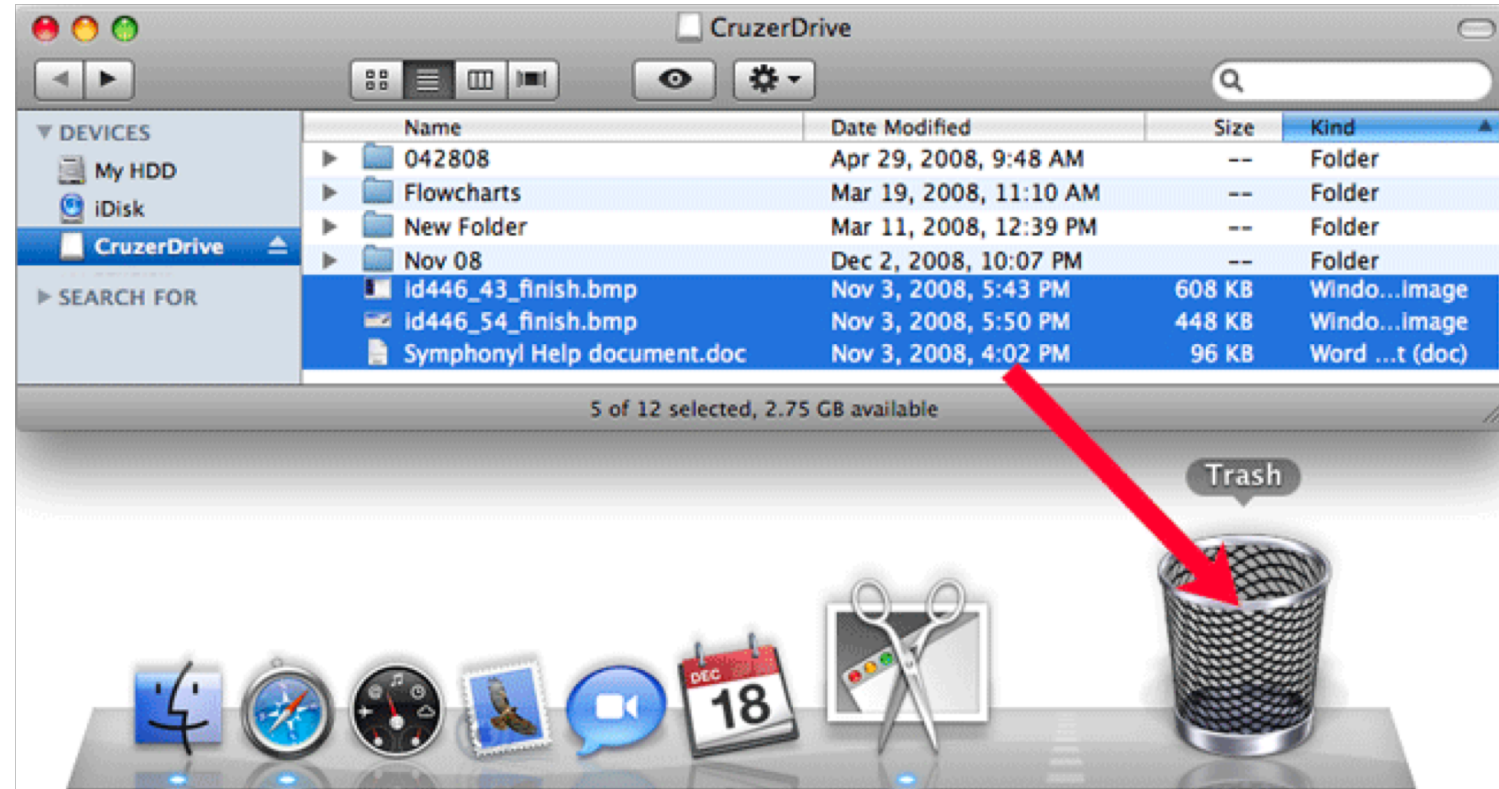 CruzerDrive
DEVICES
My HDD
iDisk
CruzerDrive
SEARCH FOR
Name Date Modified Size Kind
042808 Apr 29, 2008, 9:48 AM -- Folder
Flowcharts Mar 19, 2008, 11:10 AM -- Folder
New Folder Mar 11, 2008, 12:39 PM -- Folder
Nov 08 Dec 2, 2008, 10:07 PM -- Folder
id446_43_finish.bmp Nov 3, 2008, 5:43 PM 608 KB Windo...image
id446_54_finish.bmp Nov 3, 2008, 5:50 PM 448 KB Windo...image
Symphonyl Help document.doc Nov 3, 2008, 4:02 PM 96 KB Word ...t (doc)
5 of 12 selected, 2.75 GB available
Trash
DEC
18